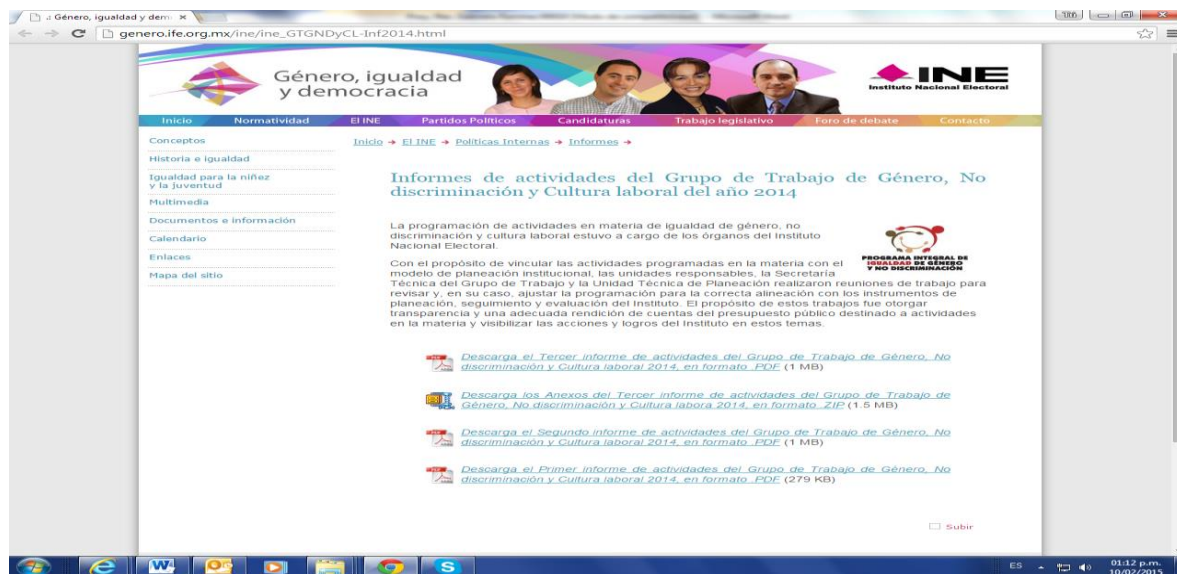 Género, igualdad y dem
genero.ife.org.mx/ine/ine_GTGNDyCL-Inf2014.html
Género, igualdad
y democracia
INE
Instituto Nacional Electoral
Inicio Normatividad El INE Partidos Políticos Candidaturas Trabajo legislativo Foro de debate Contacto
Conceptos
Historia e igualdad
Igualdad para la niñez
y la juventud
Multimedia
Documentos e información
Calendario
Enlaces
Mapa del sitio
Inicio → El INE → Políticas Internas → Informes →
Informes de actividades del Grupo de Trabajo de Género, No
discriminación y Cultura laboral del año 2014
La programación de actividades en materia de igualdad de género, no
discriminación y cultura laboral estuvo a cargo de los órganos del Instituto
Nacional Electoral.
PROGRAMA INTEGRAL DE
IGUALDAD DE GÉNERO
Y NO DISCRIMINACIÓN
Con el propósito de vincular las actividades programadas en la materia con el
modelo de planeación institucional, las unidades responsables, la Secretaría
Técnica del Grupo de Trabajo y la Unidad Técnica de Planeación realizaron reuniones de trabajo para
revisar y, en su caso, ajustar la programación para la correcta alineación con los instrumentos de
planeación, seguimiento y evaluación del Instituto. El propósito de estos trabajos fue otorgar
transparencia y una adecuada rendición de cuentas del presupuesto público destinado a actividades
en la materia y visibilizar las acciones y logros del Instituto en estos temas.
Descarga el Tercer informe de actividades del Grupo de Trabajo de Género, No
discriminación y Cultura laboral 2014, en formato .PDF (1 MB)
Descarga los Anexos del Tercer informe de actividades del Grupo de Trabajo de
Género, No discriminación y Cultura labora 2014, en formato .ZIP (1.5 MB)
Descarga el Segundo informe de actividades del Grupo de Trabajo de Género, No
discriminación y Cultura laboral 2014, en formato .PDF (1 MB)
Descarga el Primer informe de actividades del Grupo de Trabajo de Género, No
discriminación y Cultura laboral 2014, en formato .PDF (279 KB)
Subir
ES
01:12 p.m.
10/02/2015